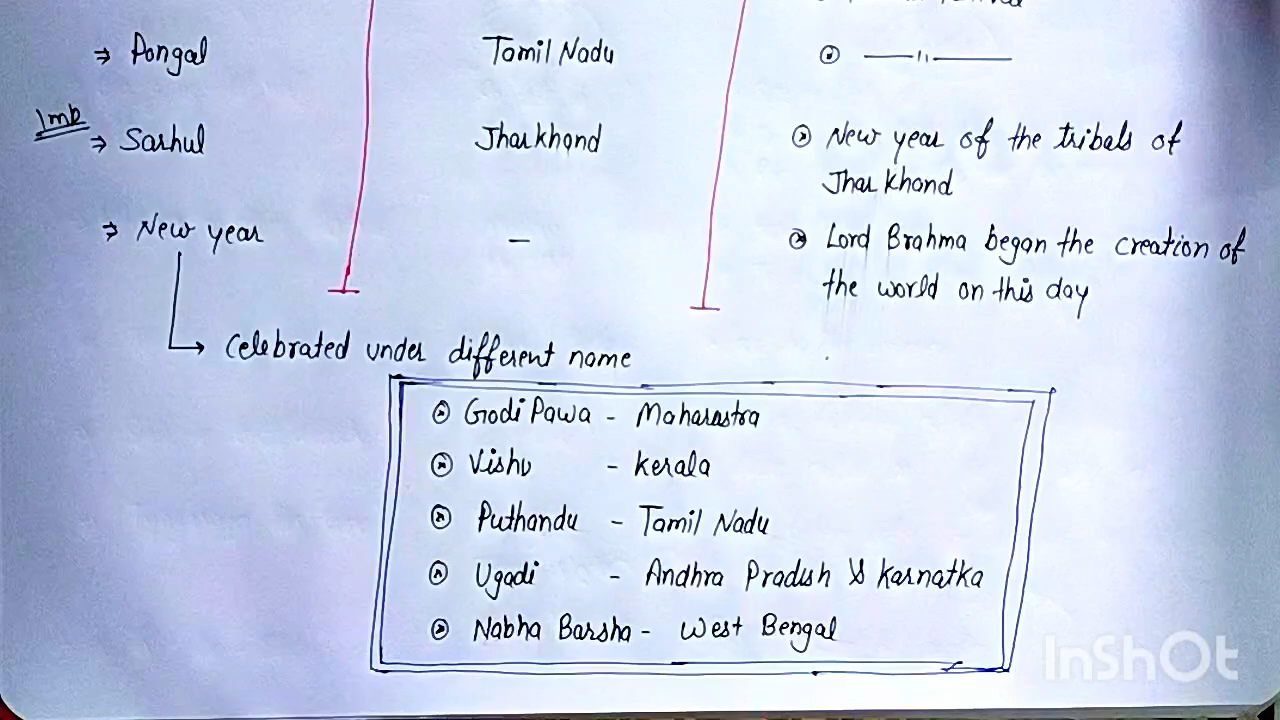 ⇒ Pongal Tamil Nadu ⊙ —— 11 ——
Imp
⇒ Sarhul Jharkhand ⊙ New year of the tribals of
Jharkhand
⇒ New year - ⊙ Lord Brahma began the creation of
the world on this day
→ Celebrated under different name
⊙ Godi Pawa - Maharastra
⊙ Vishu - Kerala
⊙ Puthandu - Tamil Nadu
⊙ Ugadi - Andhra Pradesh & Karnatka
⊙ Nabha Barsha - West Bengal
InShOt